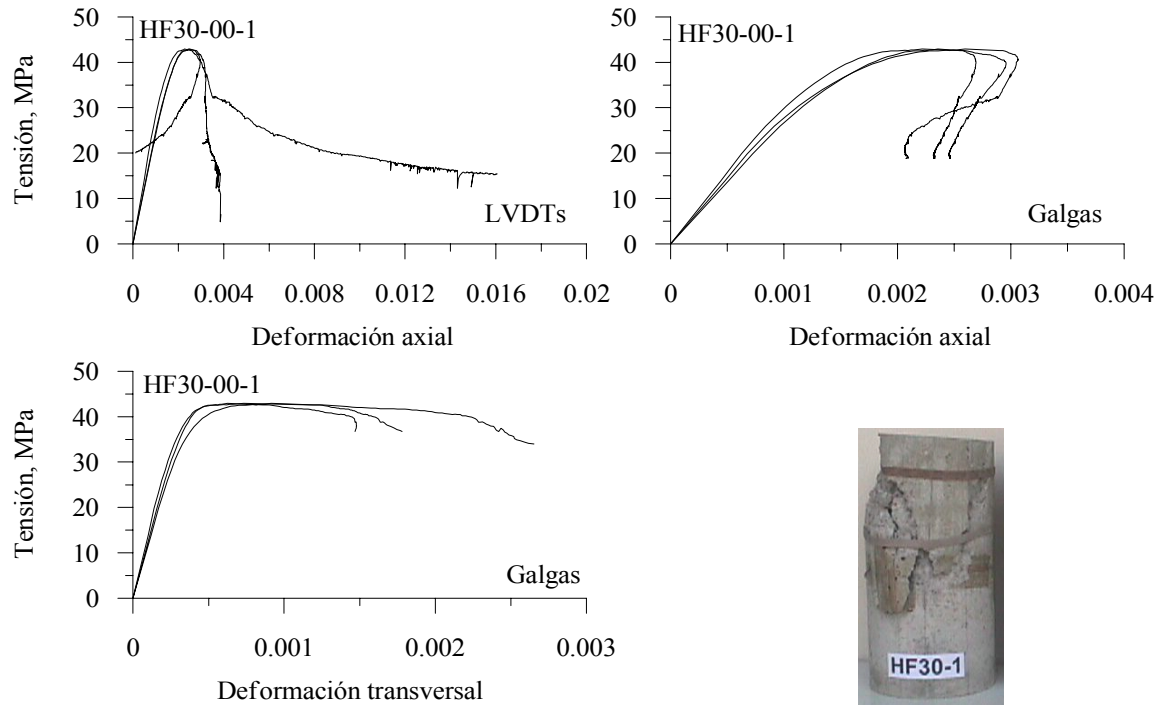 50
40
30
20
10
0
Tensión, MPa
HF30-00-1
LVDTs
0 0.004 0.008 0.012 0.016 0.02
Deformación axial
50
40
30
20
10
0
HF30-00-1
Galgas
0 0.001 0.002 0.003 0.004
Deformación axial
50
40
30
20
10
0
Tensión, MPa
HF30-00-1
Galgas
0 0.001 0.002 0.003
Deformación transversal
HF30-1